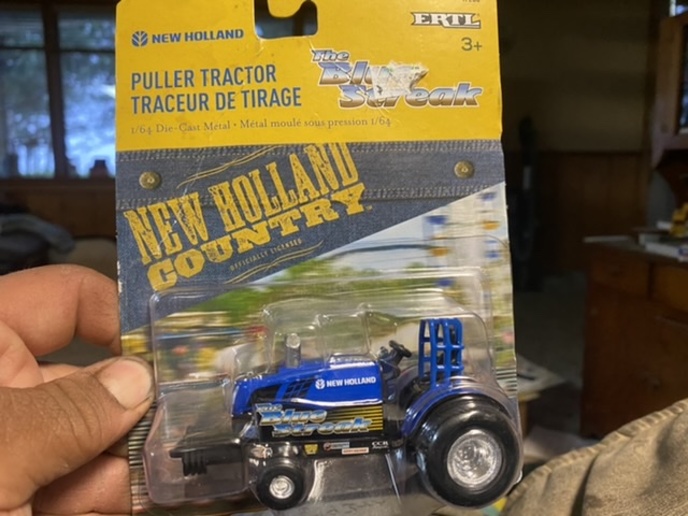 NEW HOLLAND
ERTL
3+
PULLER TRACTOR
TRACEUR DE TIRAGE
The
Blue
Streak
1/64 Die-Cast Metal • Métal moulé sous pression 1/64
NEW HOLLAND
COUNTRY
OFFICIALLY LICENSED
NEW HOLLAND
The
Blue
Streak
CCR